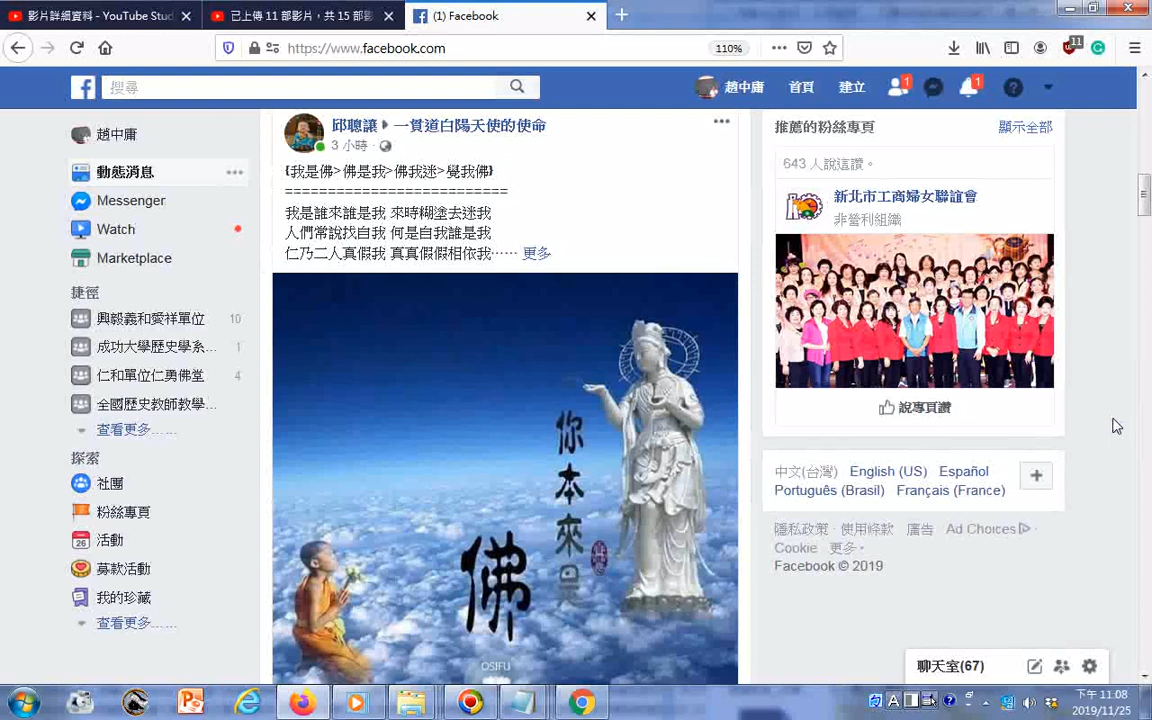 影片詳細資料 - YouTube Stud
已上傳 11 部影片，共 15 部影
(1) Facebook
https://www.facebook.com
110%
11
搜尋
趙中庸
首頁
建立
1
1
趙中庸
動態消息
Messenger
Watch
Marketplace
捷徑
興毅義和愛祥單位 10
成功大學歷史學系... 1
仁和單位仁勇佛堂 4
全國歷史教師教學...
查看更多......
探索
社團
粉絲專頁
26 活動
募款活動
我的珍藏
查看更多......
邱聰讓 ▸ 一貫道白陽天使的使命
3 小時 ·
{我是佛>佛是我>佛我迷>覺我佛}
==========================
我是誰來誰是我 來時糊塗去迷我
人們常說找自我 何是自我誰是我
仁乃二人真假我 真真假假相依我…… 更多
你本來是
佛
OSIFU
推薦的粉絲專頁
顯示全部
643 人說這讚。
新北市工商婦女聯誼會
非營利組織
說專頁讚
中文(台灣) English (US) Español
Português (Brasil) Français (France)
隱私政策 · 使用條款 · 廣告 · Ad Choices ·
Cookie · 更多
Facebook © 2019
聊天室(67)
下午 11:08
2019/11/25